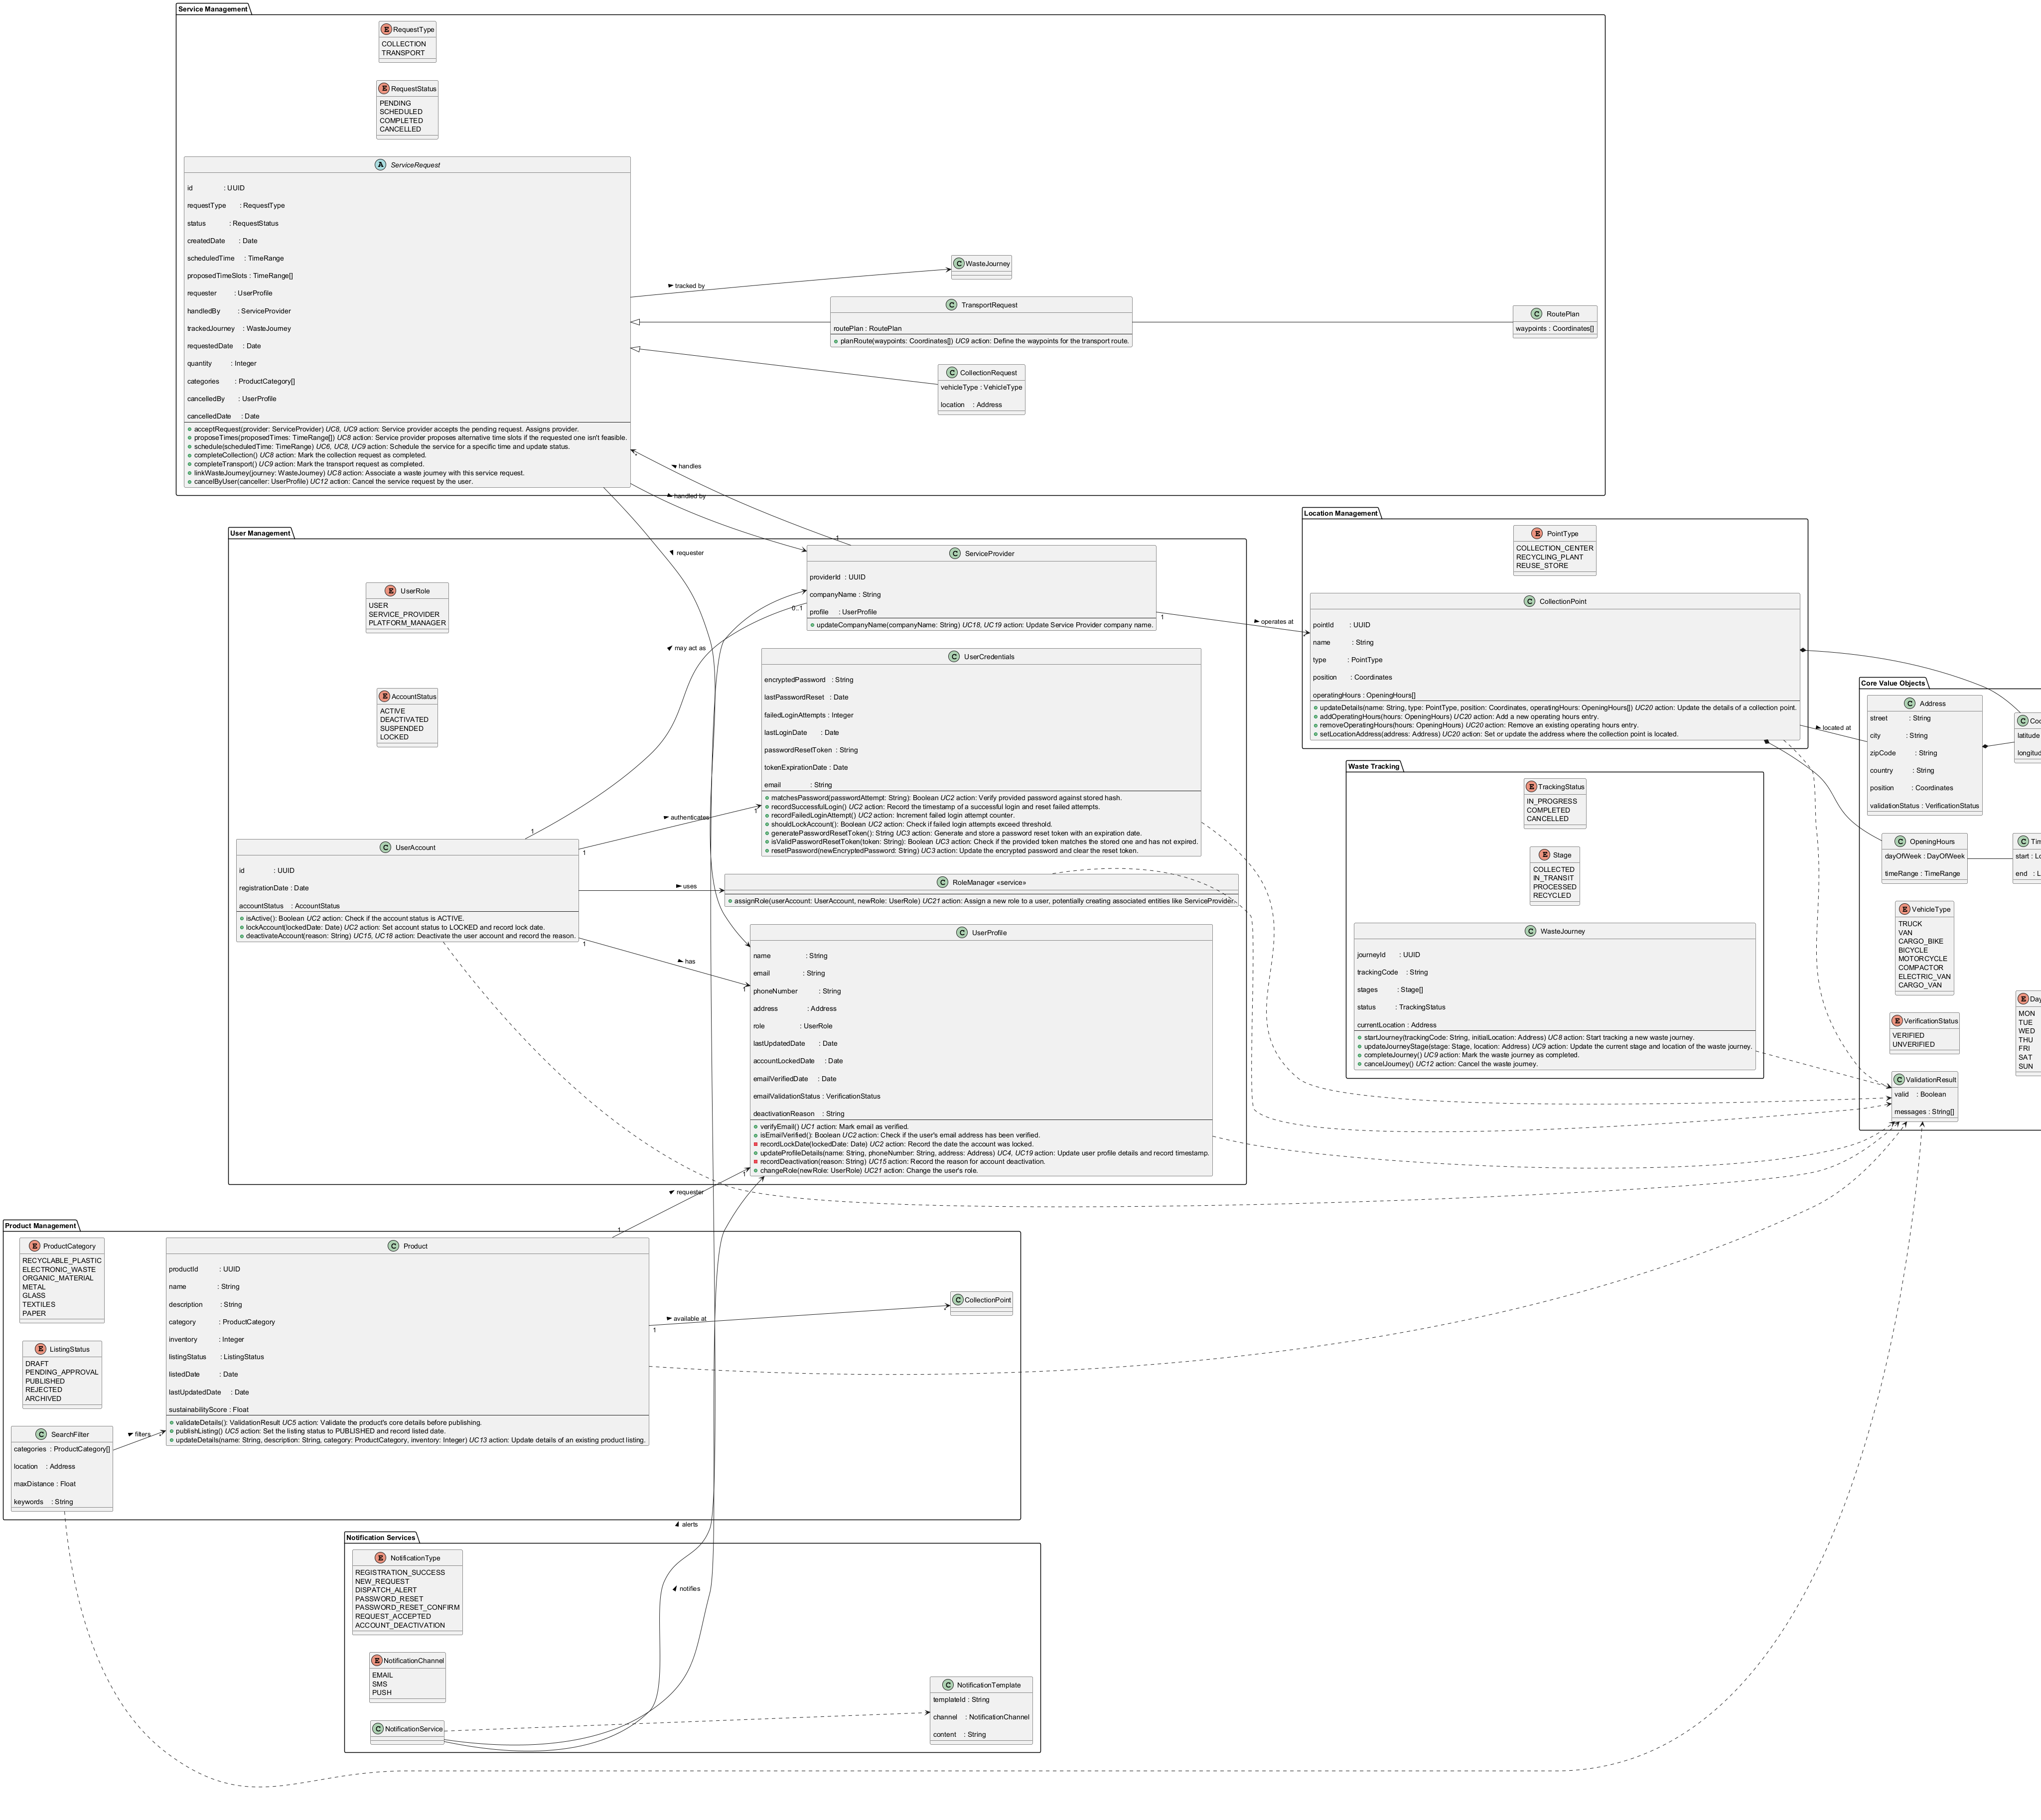 Service Management
E RequestType
COLLECTION
TRANSPORT
E RequestStatus
PENDING
SCHEDULED
COMPLETED
CANCELLED
A ServiceRequest
id : UUID
requestType : RequestType
status : RequestStatus
createdDate : Date
scheduledTime : TimeRange
proposedTimeSlots : TimeRange[]
requester : UserProfile
handledBy : ServiceProvider
trackedJourney : WasteJourney
requestedDate : Date
quantity : Integer
categories : ProductCategory[]
cancelledBy : UserProfile
cancelledDate : Date
acceptRequest(provider: ServiceProvider) UC8, UC9 action: Service provider accepts the pending request. Assigns provider.
proposeTimes(proposedTimes: TimeRange[]) UC8 action: Service provider proposes alternative time slots if the requested one isn't feasible.
schedule(scheduledTime: TimeRange) UC6, UC8, UC9 action: Schedule the service for a specific time and update status.
completeCollection() UC8 action: Mark the collection request as completed.
completeTransport() UC9 action: Mark the transport request as completed.
linkWasteJourney(journey: WasteJourney) UC8 action: Associate a waste journey with this service request.
cancelByUser(canceller: UserProfile) UC12 action: Cancel the service request by the user.
tracked by
C WasteJourney
C TransportRequest
routePlan : RoutePlan
planRoute(waypoints: Coordinates[]) UC9 action: Define the waypoints for the transport route.
C RoutePlan
waypoints : Coordinates[]
C CollectionRequest
vehicleType : VehicleType
location : Address
*
handles
handled by
1
requester
User Management
E UserRole
USER
SERVICE_PROVIDER
PLATFORM_MANAGER
E AccountStatus
ACTIVE
DEACTIVATED
SUSPENDED
LOCKED
C ServiceProvider
providerId : UUID
companyName : String
profile : UserProfile
updateCompanyName(companyName: String) UC18, UC19 action: Update Service Provider company name.
0..1
may act as
1
operates at
*
C UserCredentials
encryptedPassword : String
lastPasswordReset : Date
failedLoginAttempts : Integer
lastLoginDate : Date
passwordResetToken : String
tokenExpirationDate : Date
email : String
matchesPassword(passwordAttempt: String): Boolean UC2 action: Verify provided password against stored hash.
recordSuccessfulLogin() UC2 action: Record the timestamp of a successful login and reset failed attempts.
recordFailedLoginAttempt() UC2 action: Increment failed login attempt counter.
shouldLockAccount(): Boolean UC2 action: Check if failed login attempts exceed threshold.
generatePasswordResetToken(): String UC3 action: Generate and store a password reset token with an expiration date.
isValidPasswordResetToken(token: String): Boolean UC3 action: Check if the provided token matches the stored one and has not expired.
resetPassword(newEncryptedPassword: String) UC3 action: Update the encrypted password and clear the reset token.
1
authenticates
1
1
C UserAccount
id : UUID
registrationDate : Date
accountStatus : AccountStatus
isActive(): Boolean UC2 action: Check if the account status is ACTIVE.
lockAccount(lockedDate: Date) UC2 action: Set account status to LOCKED and record lock date.
deactivateAccount(reason: String) UC15, UC18 action: Deactivate the user account and record the reason.
uses
C RoleManager «service»
assignRole(userAccount: UserAccount, newRole: UserRole) UC21 action: Assign a new role to a user, potentially creating associated entities like ServiceProvider.
1
has
1
C UserProfile
name : String
email : String
phoneNumber : String
address : Address
role : UserRole
lastUpdatedDate : Date
accountLockedDate : Date
emailVerifiedDate : Date
emailValidationStatus : VerificationStatus
deactivationReason : String
verifyEmail() UC1 action: Mark email as verified.
isEmailVerified(): Boolean UC2 action: Check if the user's email address has been verified.
recordLockDate(lockedDate: Date) UC2 action: Record the date the account was locked.
updateProfileDetails(name: String, phoneNumber: String, address: Address) UC4, UC19 action: Update user profile details and record timestamp.
recordDeactivation(reason: String) UC15 action: Record the reason for account deactivation.
changeRole(newRole: UserRole) UC21 action: Change the user's role.
1
requester
1
Location Management
E PointType
COLLECTION_CENTER
RECYCLING_PLANT
REUSE_STORE
C CollectionPoint
pointId : UUID
name : String
type : PointType
position : Coordinates
operatingHours : OpeningHours[]
updateDetails(name: String, type: PointType, position: Coordinates, operatingHours: OpeningHours[]) UC20 action: Update the details of a collection point.
addOperatingHours(hours: OpeningHours) UC20 action: Add a new operating hours entry.
removeOperatingHours(hours: OpeningHours) UC20 action: Remove an existing operating hours entry.
setLocationAddress(address: Address) UC20 action: Set or update the address where the collection point is located.
located at
Waste Tracking
E TrackingStatus
IN_PROGRESS
COMPLETED
CANCELLED
E Stage
COLLECTED
IN_TRANSIT
PROCESSED
RECYCLED
C WasteJourney
journeyId : UUID
trackingCode : String
stages : Stage[]
status : TrackingStatus
currentLocation : Address
startJourney(trackingCode: String, initialLocation: Address) UC8 action: Start tracking a new waste journey.
updateJourneyStage(stage: Stage, location: Address) UC9 action: Update the current stage and location of the waste journey.
completeJourney() UC9 action: Mark the waste journey as completed.
cancelJourney() UC12 action: Cancel the waste journey.
Core Value Objects
C Address
street : String
city : String
zipCode : String
country : String
position : Coordinates
validationStatus : VerificationStatus
C Coo
latitude
longitud
C OpeningHours
dayOfWeek : DayOfWeek
timeRange : TimeRange
C Tim
start : Lo
end : L
E VehicleType
TRUCK
VAN
CARGO_BIKE
BICYCLE
MOTORCYCLE
COMPACTOR
ELECTRIC_VAN
CARGO_VAN
E VerificationStatus
VERIFIED
UNVERIFIED
E Day
MON
TUE
WED
THU
FRI
SAT
SUN
C ValidationResult
valid : Boolean
messages : String[]
Product Management
E ProductCategory
RECYCLABLE_PLASTIC
ELECTRONIC_WASTE
ORGANIC_MATERIAL
METAL
GLASS
TEXTILES
PAPER
E ListingStatus
DRAFT
PENDING_APPROVAL
PUBLISHED
REJECTED
ARCHIVED
C SearchFilter
categories : ProductCategory[]
location : Address
maxDistance : Float
keywords : String
filters
*
C Product
productId : UUID
name : String
description : String
category : ProductCategory
inventory : Integer
listingStatus : ListingStatus
listedDate : Date
lastUpdatedDate : Date
sustainabilityScore : Float
validateDetails(): ValidationResult UC5 action: Validate the product's core details before publishing.
publishListing() UC5 action: Set the listing status to PUBLISHED and record listed date.
updateDetails(name: String, description: String, category: ProductCategory, inventory: Integer) UC13 action: Update details of an existing product listing.
1
available at
*
C CollectionPoint
alerts
notifies
Notification Services
E NotificationType
REGISTRATION_SUCCESS
NEW_REQUEST
DISPATCH_ALERT
PASSWORD_RESET
PASSWORD_RESET_CONFIRM
REQUEST_ACCEPTED
ACCOUNT_DEACTIVATION
E NotificationChannel
EMAIL
SMS
PUSH
C NotificationService
C NotificationTemplate
templateId : String
channel : NotificationChannel
content : String